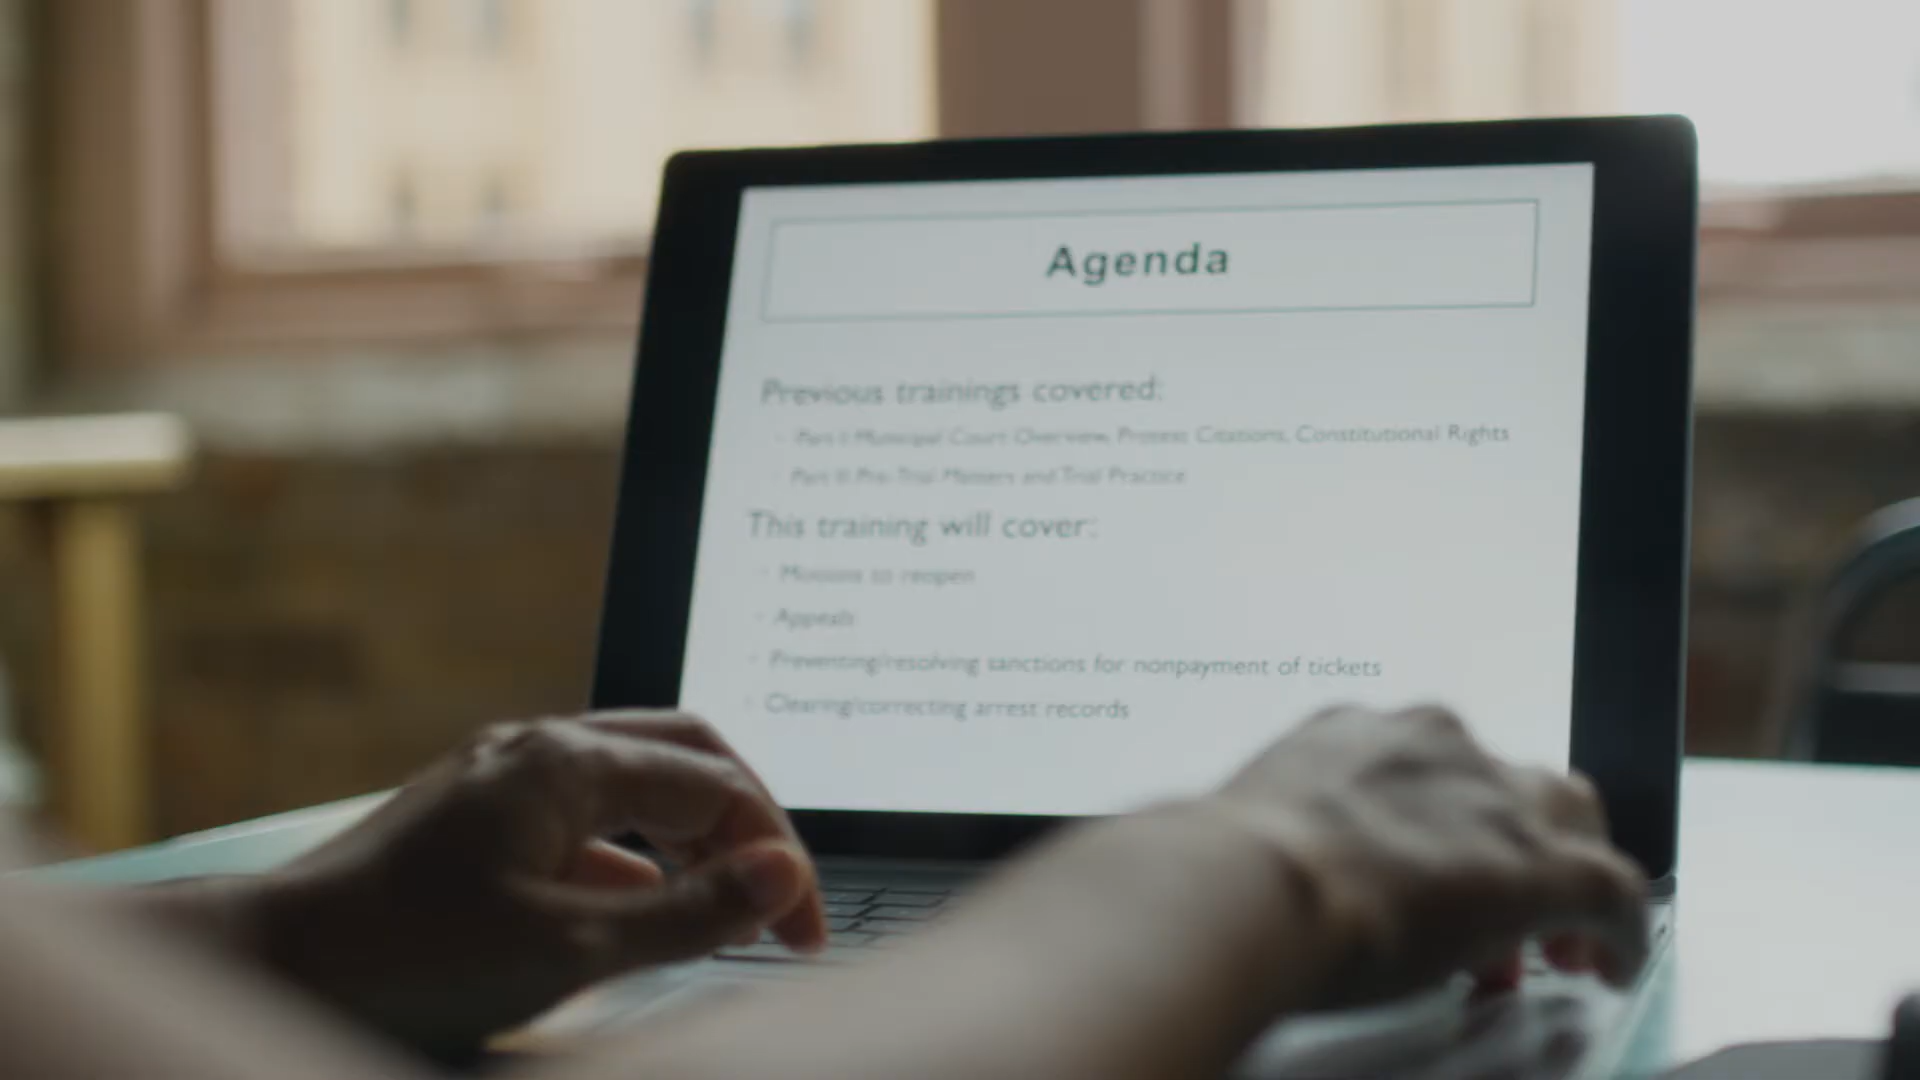 Agenda
Previous trainings covered:
Part I: Municipal Court Overview, Protest Citations, Constitutional Rights
Part II: Pre-Trial Matters and Trial Practice
This training will cover:
Motions to reopen
Appeals
Preventing/resolving sanctions for nonpayment of tickets
Clearing/correcting arrest records